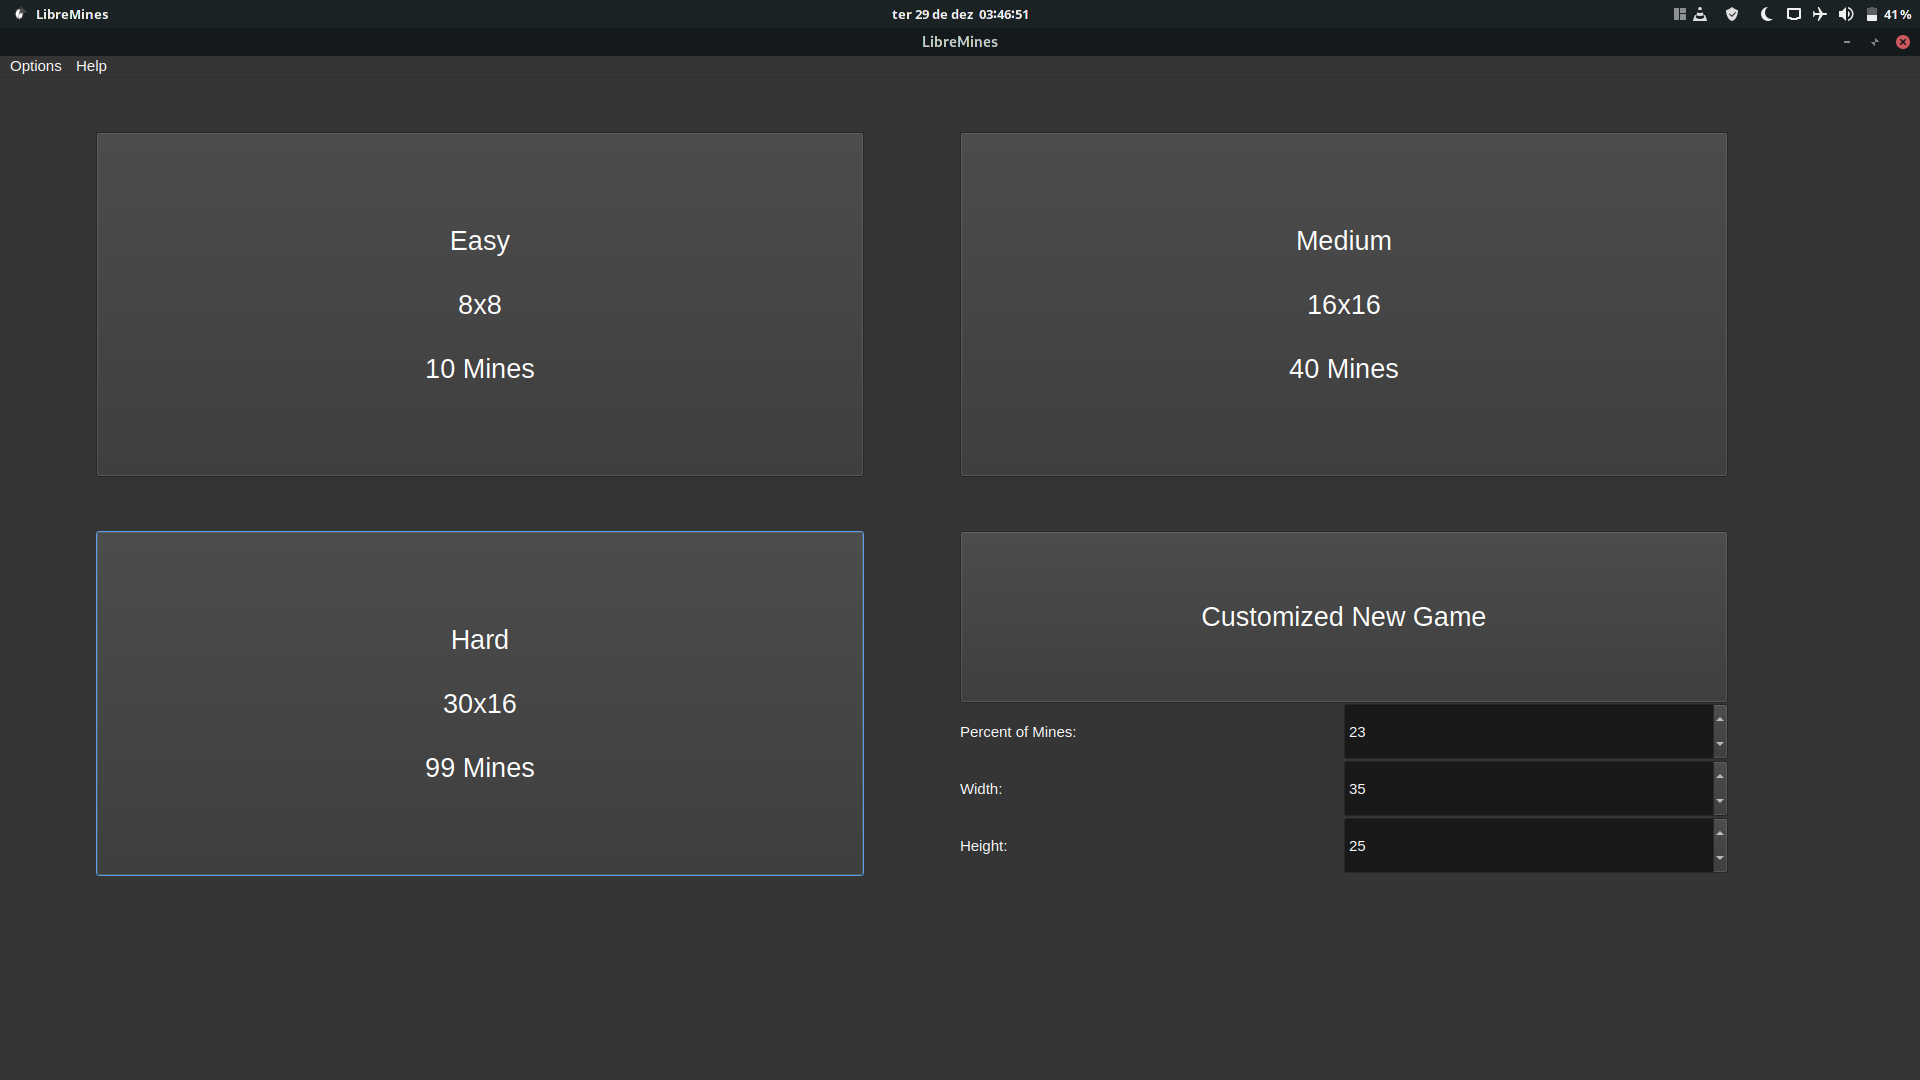 LibreMines
ter 29 de dez 03:46:51
41%
LibreMines
Options Help
Easy
8x8
10 Mines
Medium
16x16
40 Mines
Hard
30x16
99 Mines
Customized New Game
Percent of Mines: 23
Width: 35
Height: 25